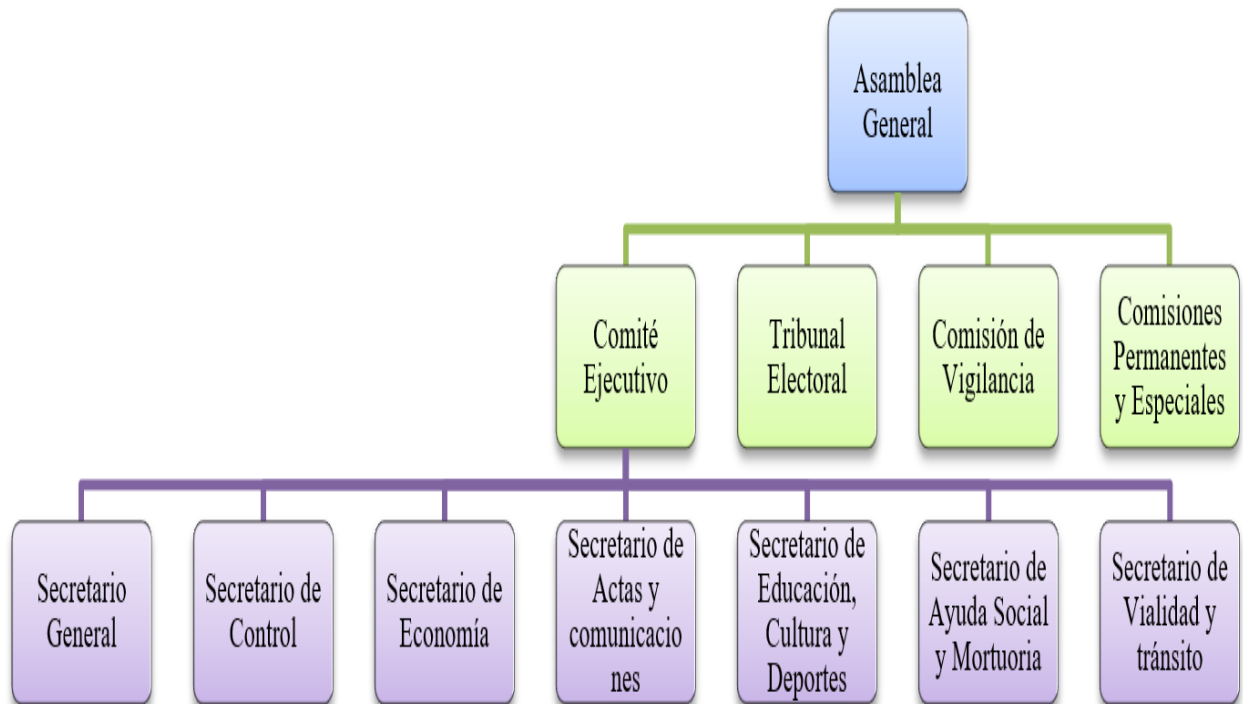 Asamblea
General
Comité
Ejecutivo
Tribunal
Electoral
Comisión de
Vigilancia
Comisiones
Permanentes
y Especiales
Secretario
General
Secretario de
Control
Secretario de
Economía
Secretario de
Actas y
comunicacio
nes
Secretario de
Educación,
Cultura y
Deportes
Secretario de
Ayuda Social
y Mortuoria
Secretario de
Vialidad y
tránsito